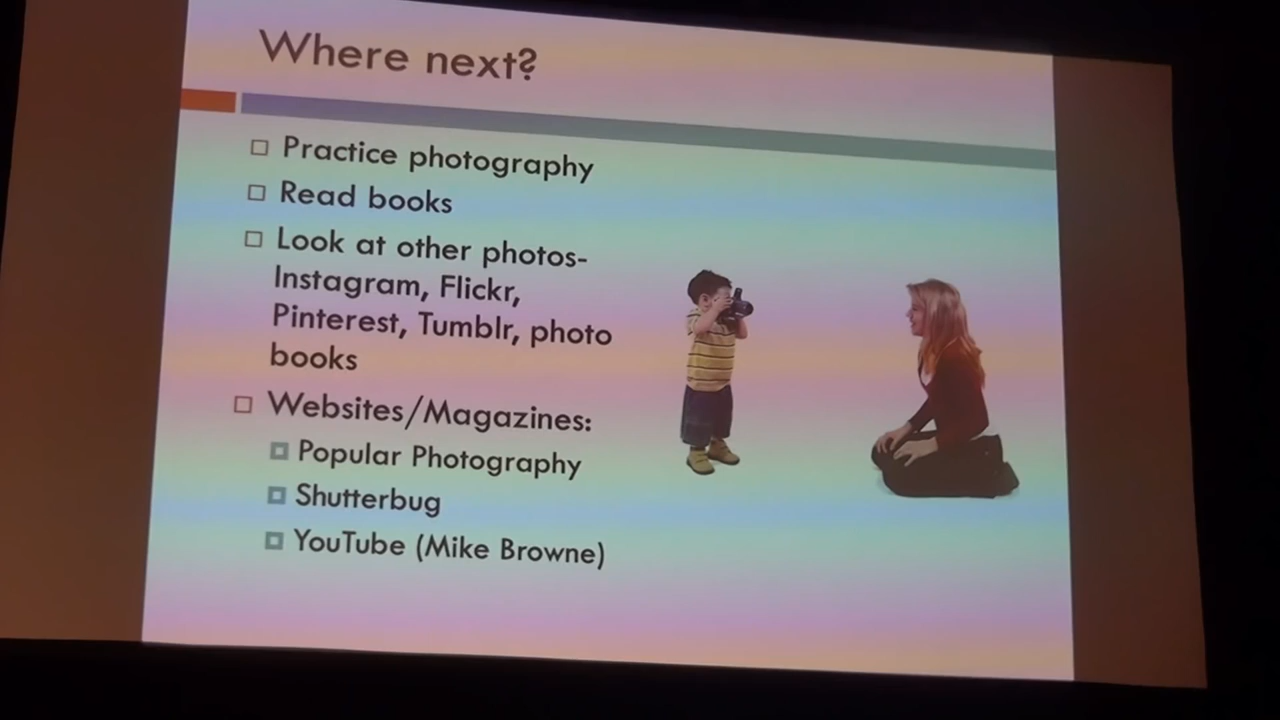 Where next?
Practice photography
Read books
Look at other photos-
Instagram, Flickr,
Pinterest, Tumblr, photo
books
Websites/Magazines:
Popular Photography
Shutterbug
YouTube (Mike Browne)